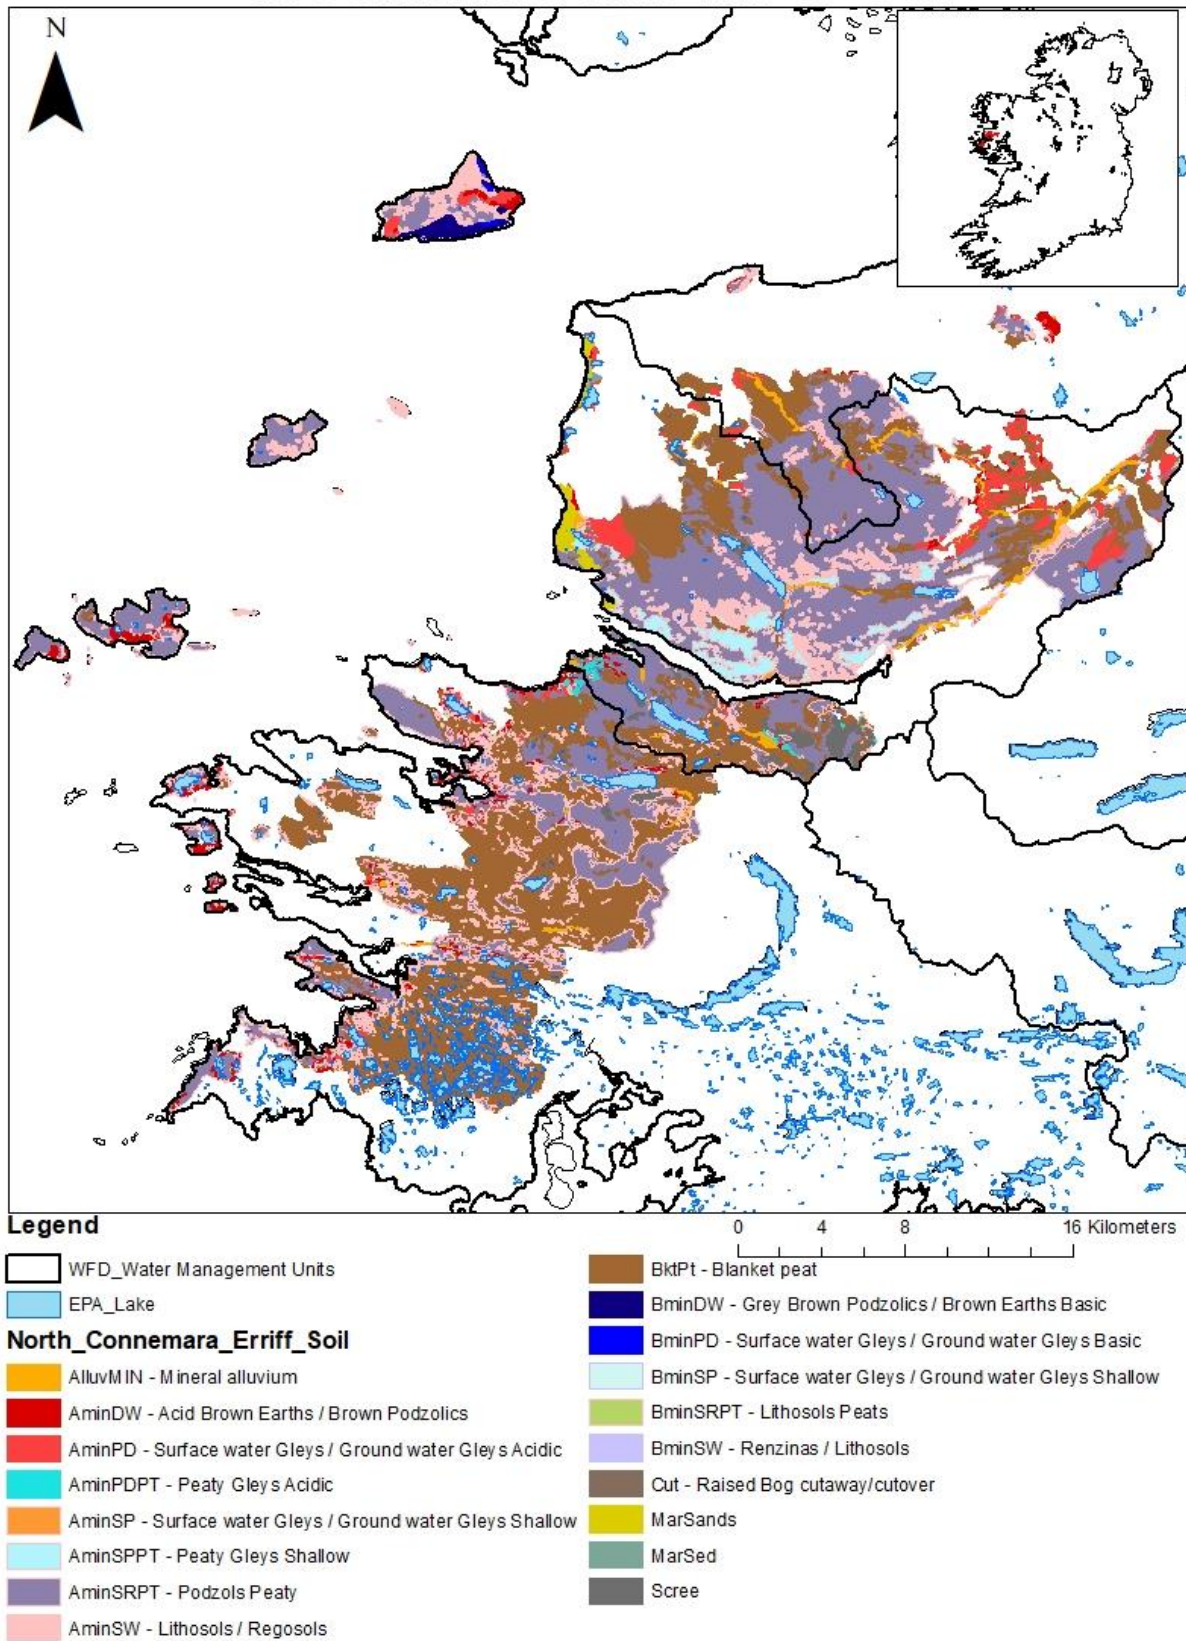 N
Legend
0 4 8 16 Kilometers
WFD_Water Management Units
EPA_Lake
North_Connemara_Erriff_Soil
AlluvMIN - Mineral alluvium
AminDW - Acid Brown Earths / Brown Podzolics
AminPD - Surface water Gleys / Ground water Gleys Acidic
AminPDPT - Peaty Gleys Acidic
AminSP - Surface water Gleys / Ground water Gleys Shallow
AminSPPT - Peaty Gleys Shallow
AminSRPT - Podzols Peaty
AminSW - Lithosols / Regosols
BktPt - Blanket peat
BminDW - Grey Brown Podzolics / Brown Earths Basic
BminPD - Surface water Gleys / Ground water Gleys Basic
BminSP - Surface water Gleys / Ground water Gleys Shallow
BminSRPT - Lithosols Peats
BminSW - Renzinas / Lithosols
Cut - Raised Bog cutaway/cutover
MarSands
MarSed
Scree